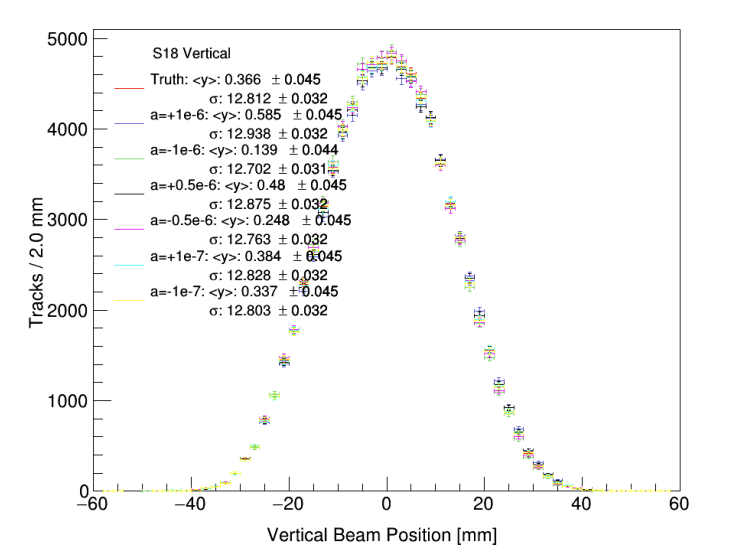 S18 Vertical
Truth: <y>: 0.366 ± 0.045
σ: 12.812 ± 0.032
a=+1e-6: <y>: 0.585 ± 0.045
σ: 12.938 ± 0.032
a=-1e-6: <y>: 0.139 ± 0.044
σ: 12.702 ± 0.031
a=+0.5e-6: <y>: 0.48 ± 0.045
σ: 12.875 ± 0.032
a=-0.5e-6: <y>: 0.248 ± 0.045
σ: 12.763 ± 0.032
a=+1e-7: <y>: 0.384 ± 0.045
σ: 12.828 ± 0.032
a=-1e-7: <y>: 0.337 ± 0.045
σ: 12.803 ± 0.032
Tracks / 2.0 mm
5000
4000
3000
2000
1000
0
−60 −40 −20 0 20 40 60
Vertical Beam Position [mm]